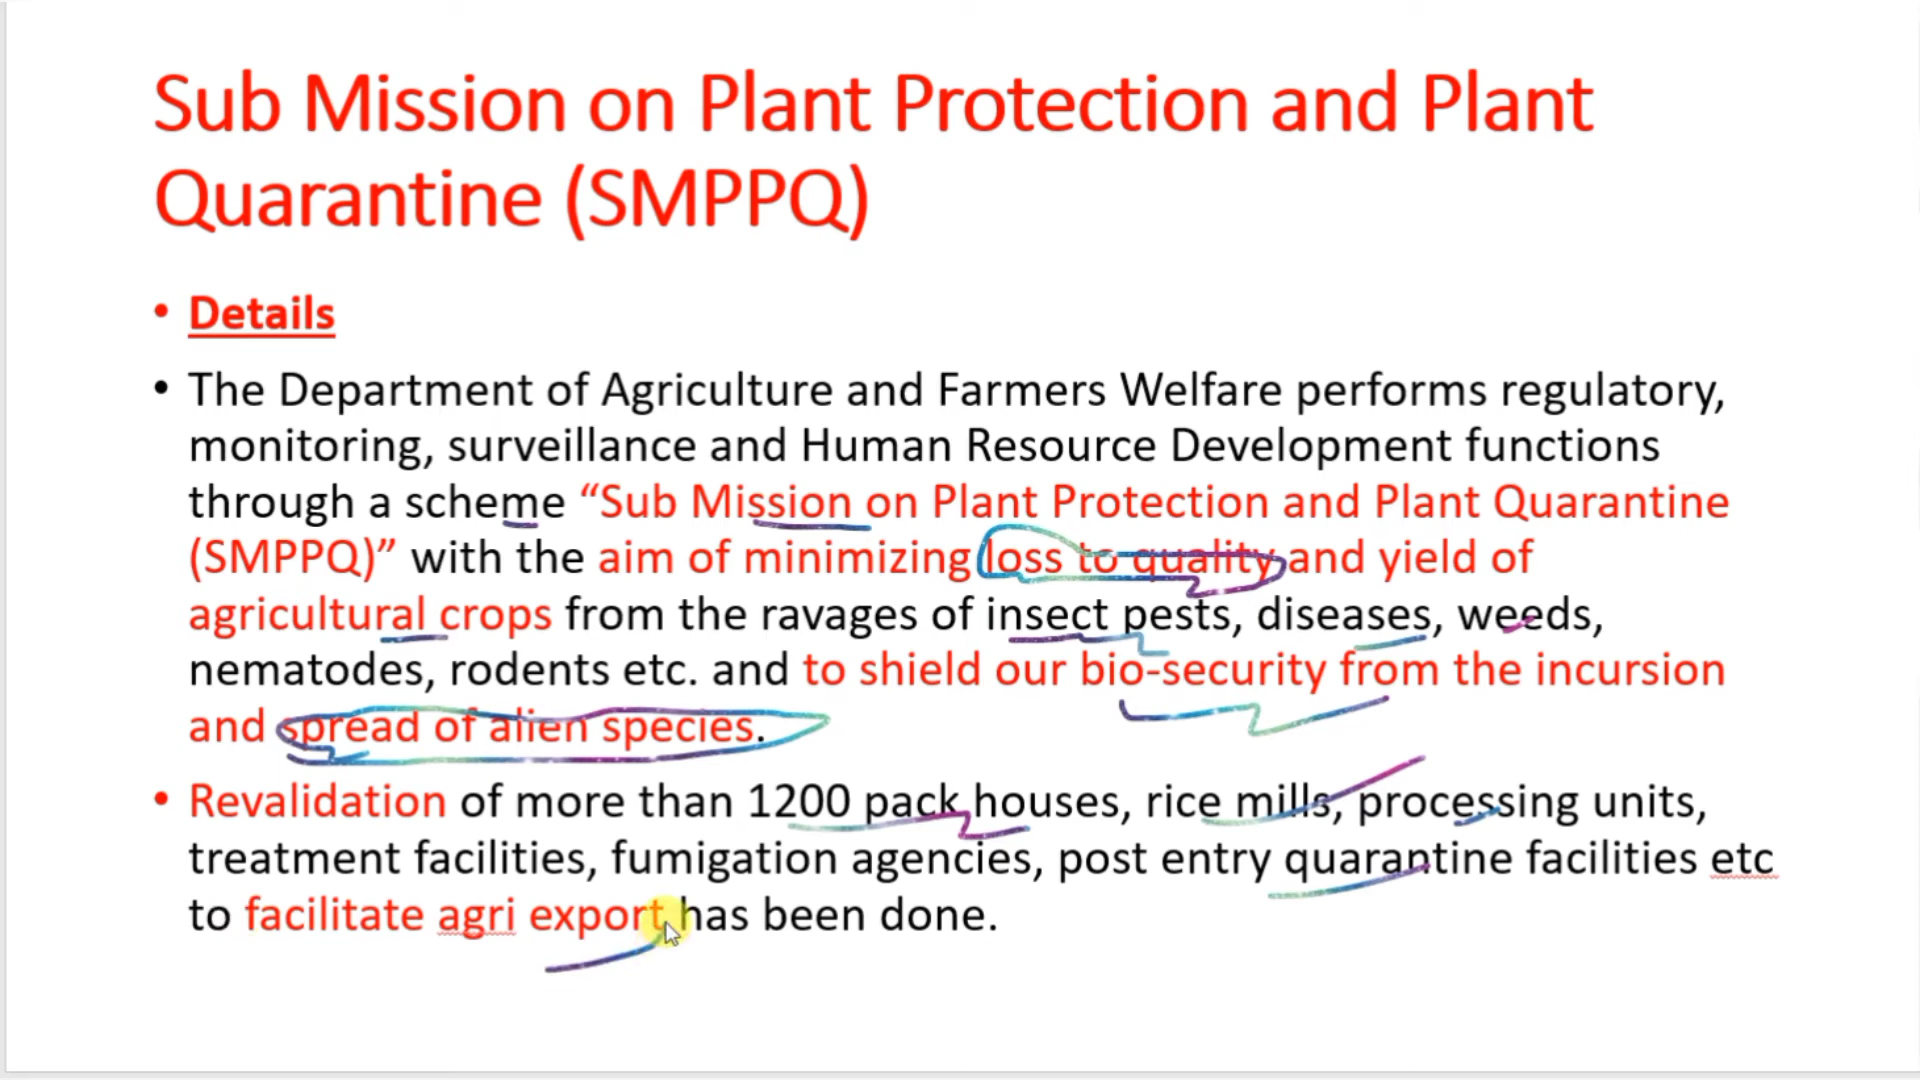 Sub Mission on Plant Protection and Plant
Quarantine (SMPPQ)
• Details
• The Department of Agriculture and Farmers Welfare performs regulatory,
monitoring, surveillance and Human Resource Development functions
through a scheme “Sub Mission on Plant Protection and Plant Quarantine
(SMPPQ)” with the aim of minimizing loss to quality and yield of
agricultural crops from the ravages of insect pests, diseases, weeds,
nematodes, rodents etc. and to shield our bio-security from the incursion
and spread of alien species.
• Revalidation of more than 1200 pack houses, rice mills, processing units,
treatment facilities, fumigation agencies, post entry quarantine facilities etc
to facilitate agri export has been done.